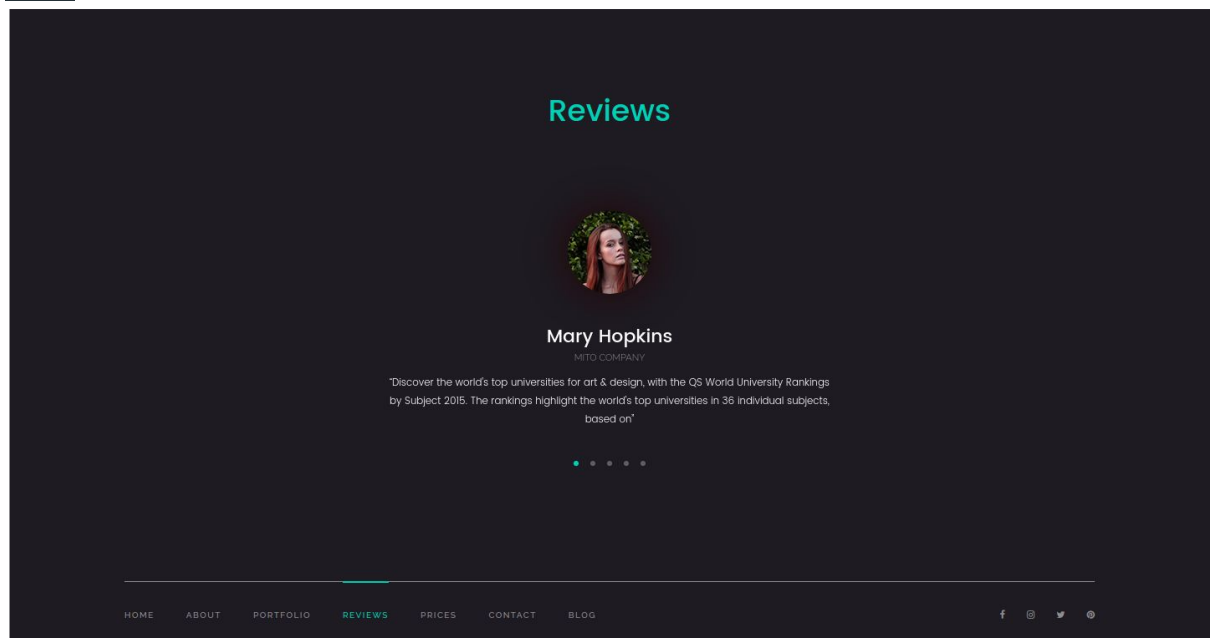 Reviews
Mary Hopkins
MITO COMPANY
"Discover the world's top universities for art & design, with the QS World University Rankings
by Subject 2015. The rankings highlight the world's top universities in 36 individual subjects,
based on"
HOME ABOUT PORTFOLIO REVIEWS PRICES CONTACT BLOG